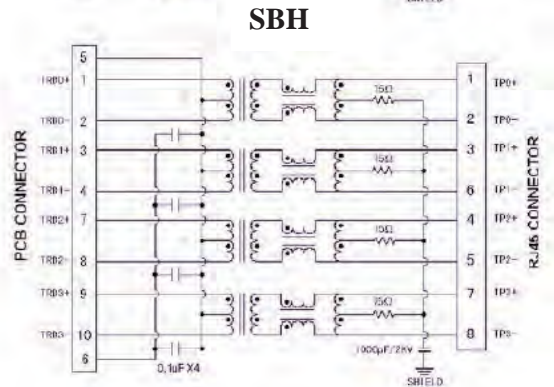 SBH
5
TRD0+ 1
TRD0- 2
TRD1+ 3
TRD1- 4
TRD2+ 7
TRD2- 8
TRD3+ 9
TRD3- 10
6
PCB CONNECTOR
0.1uF X4
75Ω
75Ω
75Ω
75Ω
1000pF/2KV
SHIELD
1 TP0+
2 TP0-
3 TP1+
6 TP1-
4 TP2+
5 TP2-
7 TP3+
8 TP3-
RJ45 CONNECTOR